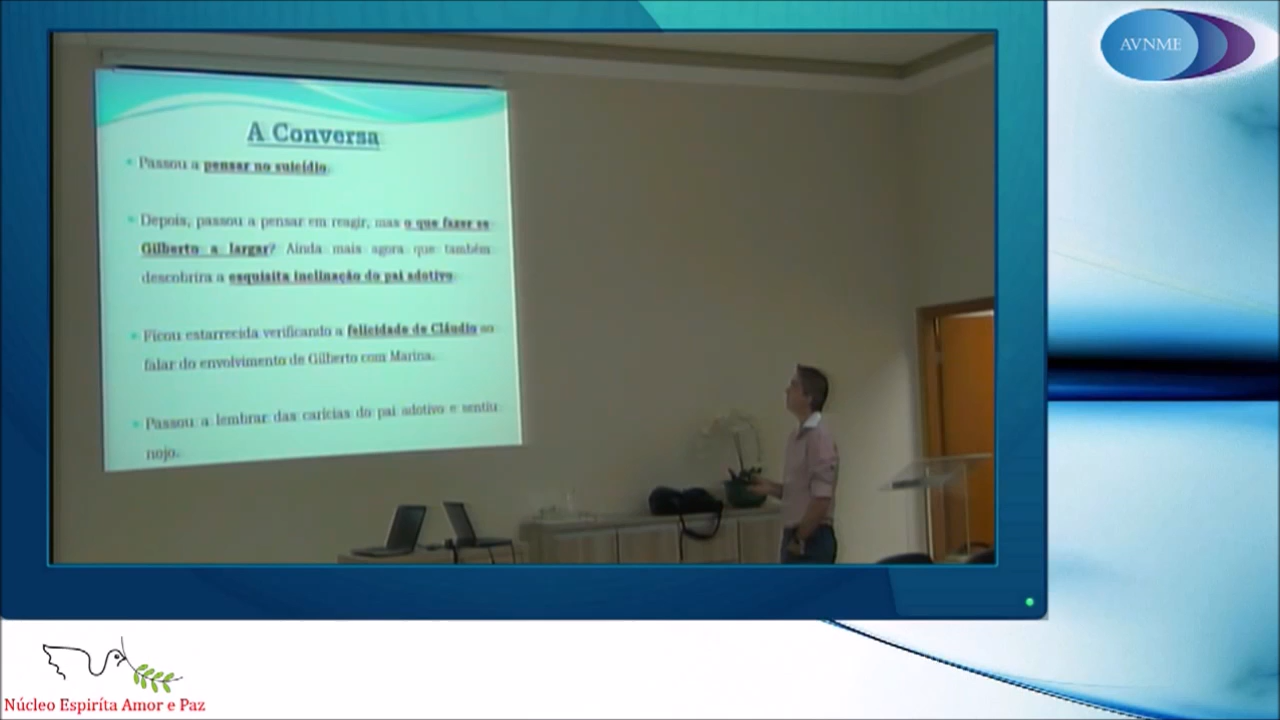 AVNME
A Conversa
Passou a pensar no suicídio.
Depois, passou a pensar em reagir, mas o que fazer se
Gilberto a largar? Ainda mais agora que também
descobrira a esquisita inclinação do pai adotivo.
Ficou estarrecida verificando a felicidade de Cláudio ao
falar do envolvimento de Gilberto com Marina.
Passou a lembrar das carícias do pai adotivo e sentiu
nojo.
Núcleo Espiríta Amor e Paz